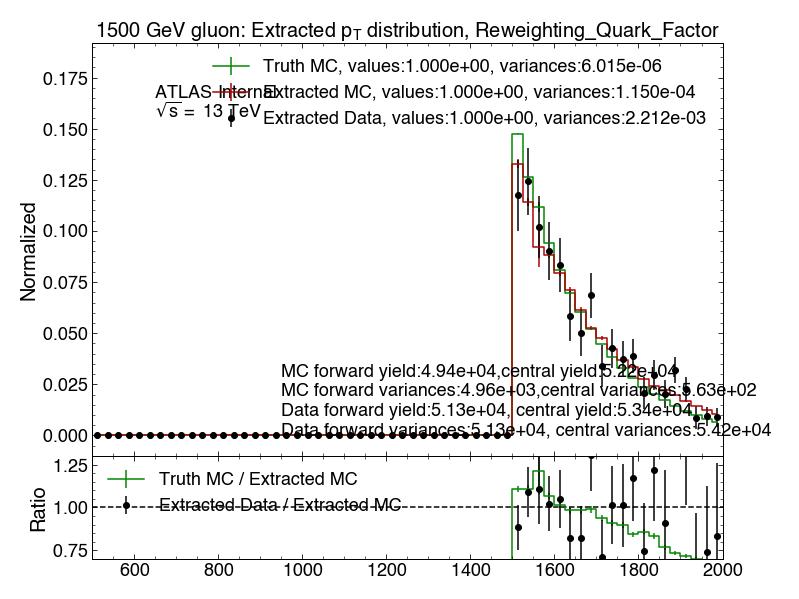 1500 GeV gluon: Extracted pT distribution, Reweighting_Quark_Factor
Truth MC, values:1.000e+00, variances:6.015e-06
ATLAS Internal
Extracted MC, values:1.000e+00, variances:1.150e-04
√s = 13 TeV
Extracted Data, values:1.000e+00, variances:2.212e-03
0.175
0.150
0.125
0.100
0.075
0.050
0.025
0.000
Normalized
MC forward yield:4.94e+04,central yield:5.22e+04
MC forward variances:4.96e+03,central variances:5.63e+02
Data forward yield:5.13e+04, central yield:5.34e+04
Data forward variances:5.13e+04, central variances:5.42e+04
1.25
1.00
0.75
Ratio
Truth MC / Extracted MC
Extracted Data / Extracted MC
600 800 1000 1200 1400 1600 1800 2000